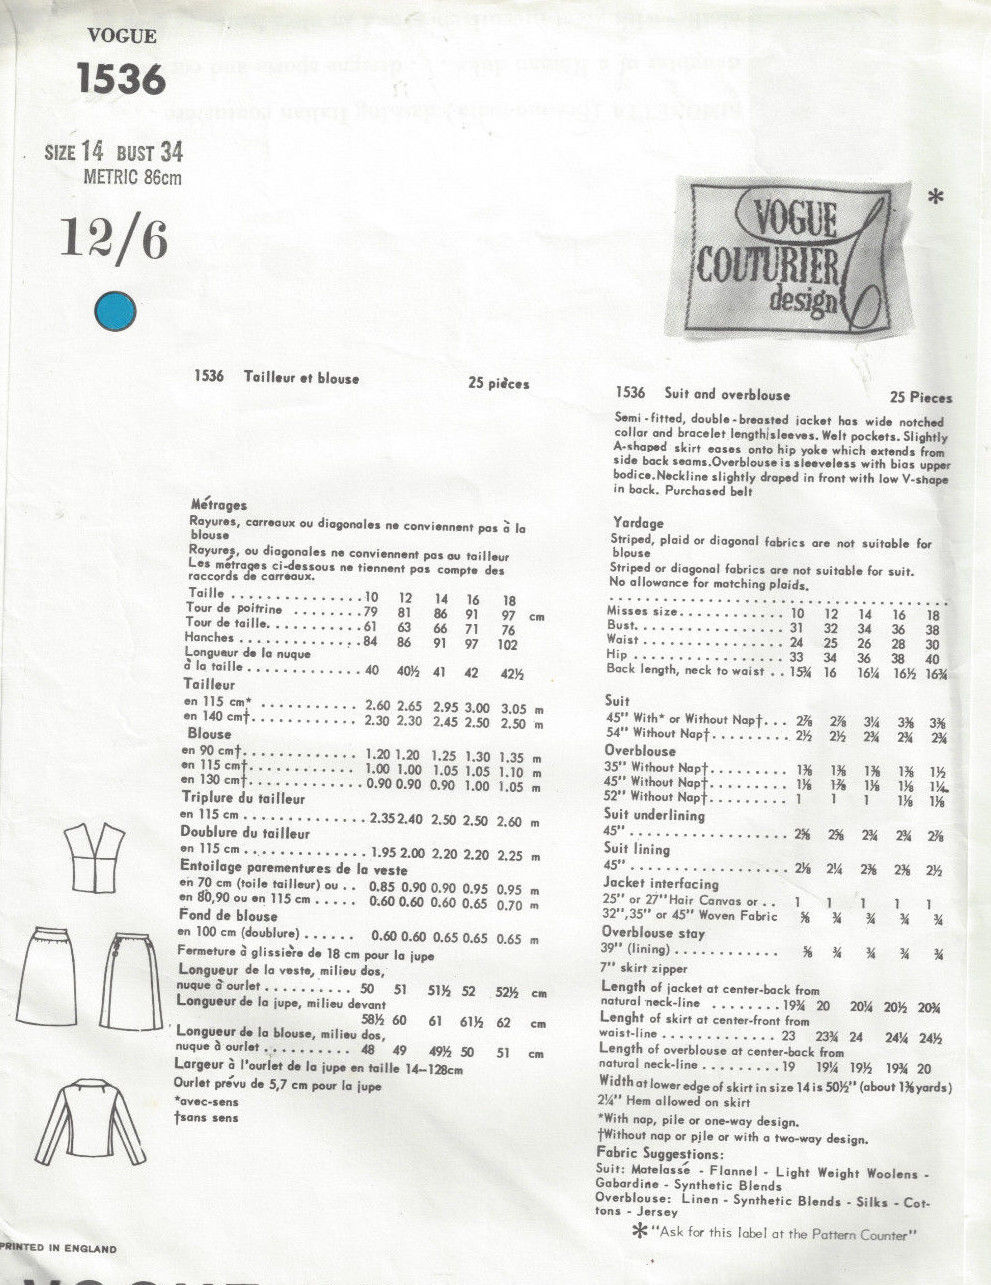 VOGUE
1536
SIZE 14 BUST 34
METRIC 86cm
12/6
VOGUE
COUTURIER
design
*
1536 Tailleur et blouse 25 pièces
Métrages
Rayures, carreaux ou diagonales ne conviennent pas à la
blouse
Rayures, ou diagonales ne conviennent pas au tailleur
Les métrages ci-dessous ne tiennent pas compte des
raccords de carreaux.
Taille . . . . . . . . . . . . . . . 10 12 14 16 18
Tour de poitrine . . . . . . . . 79 81 86 91 97 cm
Tour de taille. . . . . . . . . . 61 63 66 71 76
Hanches . . . . . . . . . . . . . 84 86 91 97 102
Longueur de la nuque
à la taille . . . . . . . . . . . 40 40½ 41 42 42½
Tailleur
en 115 cm* . . . . . . . . . . . 2.60 2.65 2.95 3.00 3.05 m
en 140 cm†. . . . . . . . . . . 2.30 2.30 2.45 2.50 2.50 m
Blouse
en 90 cm†. . . . . . . . . . . . 1.20 1.20 1.25 1.30 1.35 m
en 115 cm†. . . . . . . . . . . 1.00 1.00 1.05 1.05 1.10 m
en 130 cm†. . . . . . . . . . . 0.90 0.90 0.90 1.00 1.05 m
Triplure du tailleur
en 115 cm . . . . . . . . . . . . 2.35 2.40 2.50 2.50 2.60 m
Doublure du tailleur
en 115 cm . . . . . . . . . . . . 1.95 2.00 2.20 2.20 2.25 m
Entoilage parementures de la veste
en 70 cm (toile tailleur) ou . . 0.85 0.90 0.90 0.95 0.95 m
en 80,90 ou en 115 cm . . . . . 0.60 0.60 0.60 0.65 0.70 m
Fond de blouse
en 100 cm (doublure) . . . . . . 0.60 0.60 0.65 0.65 0.65 m
Fermeture à glissière de 18 cm pour la jupe
Longueur de la veste, milieu dos,
nuque à ourlet . . . . . . . . . . 50 51 51½ 52 52½ cm
Longueur de la jupe, milieu devant
58½ 60 61 61½ 62 cm
Longueur de la blouse, milieu dos,
nuque à ourlet . . . . . . . . . . 48 49 49½ 50 51 cm
Largeur à l'ourlet de la jupe en taille 14-128cm
Ourlet prévu de 5,7 cm pour la jupe
*avec-sens
†sans sens
1536 Suit and overblouse 25 Pieces
Semi-fitted, double-breasted jacket has wide notched
collar and bracelet length sleeves. Welt pockets. Slightly
A-shaped skirt eases onto hip yoke which extends from
side back seams. Overblouse is sleeveless with bias upper
bodice. Neckline slightly draped in front with low V-shape
in back. Purchased belt
Yardage
Striped, plaid or diagonal fabrics are not suitable for
blouse
Striped or diagonal fabrics are not suitable for suit.
No allowance for matching plaids.
Misses size. . . . . . . . . . . . 10 12 14 16 18
Bust. . . . . . . . . . . . . . . . . 31 32 34 36 38
Waist . . . . . . . . . . . . . . . . 24 25 26 28 30
Hip . . . . . . . . . . . . . . . . . 33 34 36 38 40
Back length, neck to waist . . 15¾ 16 16¼ 16½ 16¾
Suit
45" With* or Without Nap†. . . 2⅞ 2⅞ 3¼ 3⅜ 3⅜
54" Without Nap†. . . . . . . . . 2½ 2½ 2¾ 2¾ 2¾
Overblouse
35" Without Nap†. . . . . . . . . 1⅜ 1⅜ 1⅜ 1⅜ 1½
45" Without Nap†. . . . . . . . . 1⅛ 1⅛ 1⅛ 1¼
52" Without Nap†. . . . . . . . . 1 1 1 1⅛ 1⅛
Suit underlining
45" . . . . . . . . . . . . . . . . . . 2⅝ 2⅝ 2¾ 2¾ 2⅞
Suit lining
45" . . . . . . . . . . . . . . . . . . 2⅛ 2¼ 2⅜ 2⅜ 2½
Jacket interfacing
25" or 27" Hair Canvas or . . 1 1 1 1 1
32",35" or 45" Woven Fabric ⅝ ¾ ¾ ¾ ¾
Overblouse stay
39" (lining) . . . . . . . . . . . . ⅝ ¾ ¾ ¾ ¾
7" skirt zipper
Length of jacket at center-back from
natural neck-line . . . . . . . . 19¾ 20 20¼ 20½ 20¾
Lenght of skirt at center-front from
waist-line . . . . . . . . . . . . . 23 23¾ 24 24¼ 24½
Length of overblouse at center-back from
natural neck-line . . . . . . . . . 19 19¼ 19½ 19¾ 20
Width at lower edge of skirt in size 14 is 50½" (about 1⅜ yards)
2¼" Hem allowed on skirt
*With nap, pile or one-way design.
†Without nap or pile or with a two-way design.
Fabric Suggestions:
Suit: Matelassé - Flannel - Light Weight Woolens -
Gabardine - Synthetic Blends
Overblouse: Linen - Synthetic Blends - Silks - Cot-
tons - Jersey
* "Ask for this label at the Pattern Counter"
PRINTED IN ENGLAND